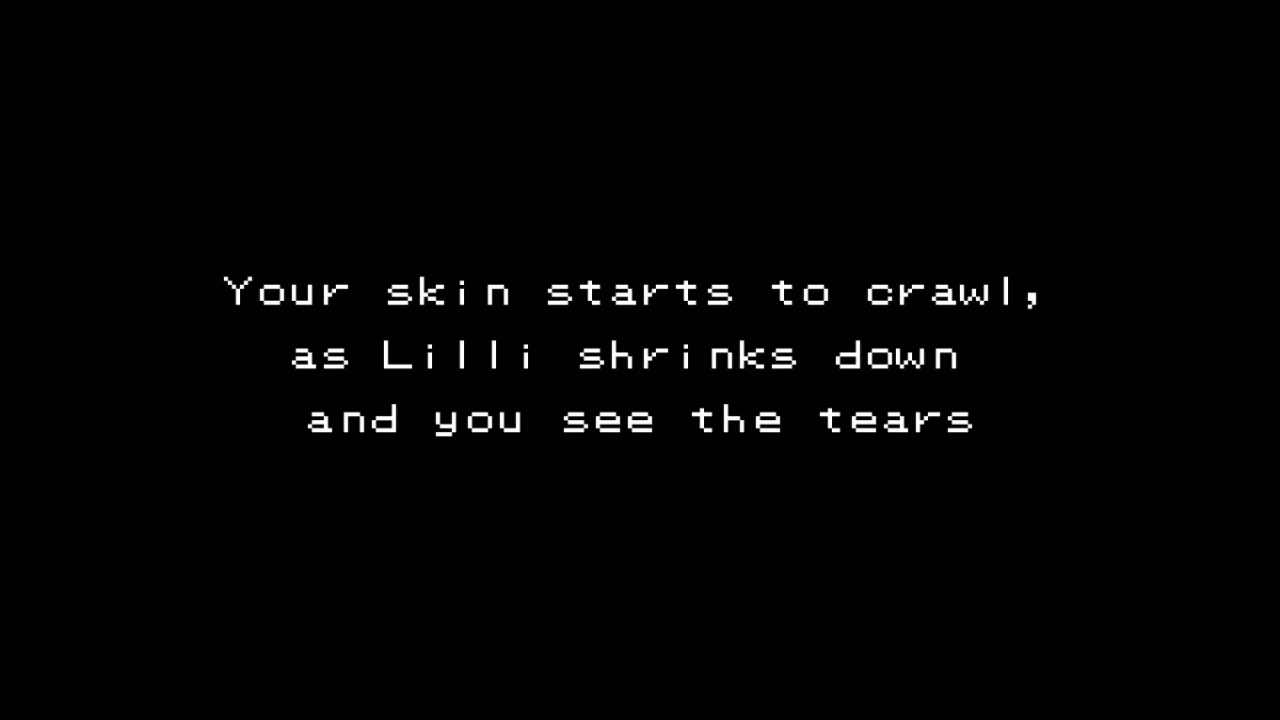 Your skin starts to crawl,
as Lilli shrinks down
and you see the tears